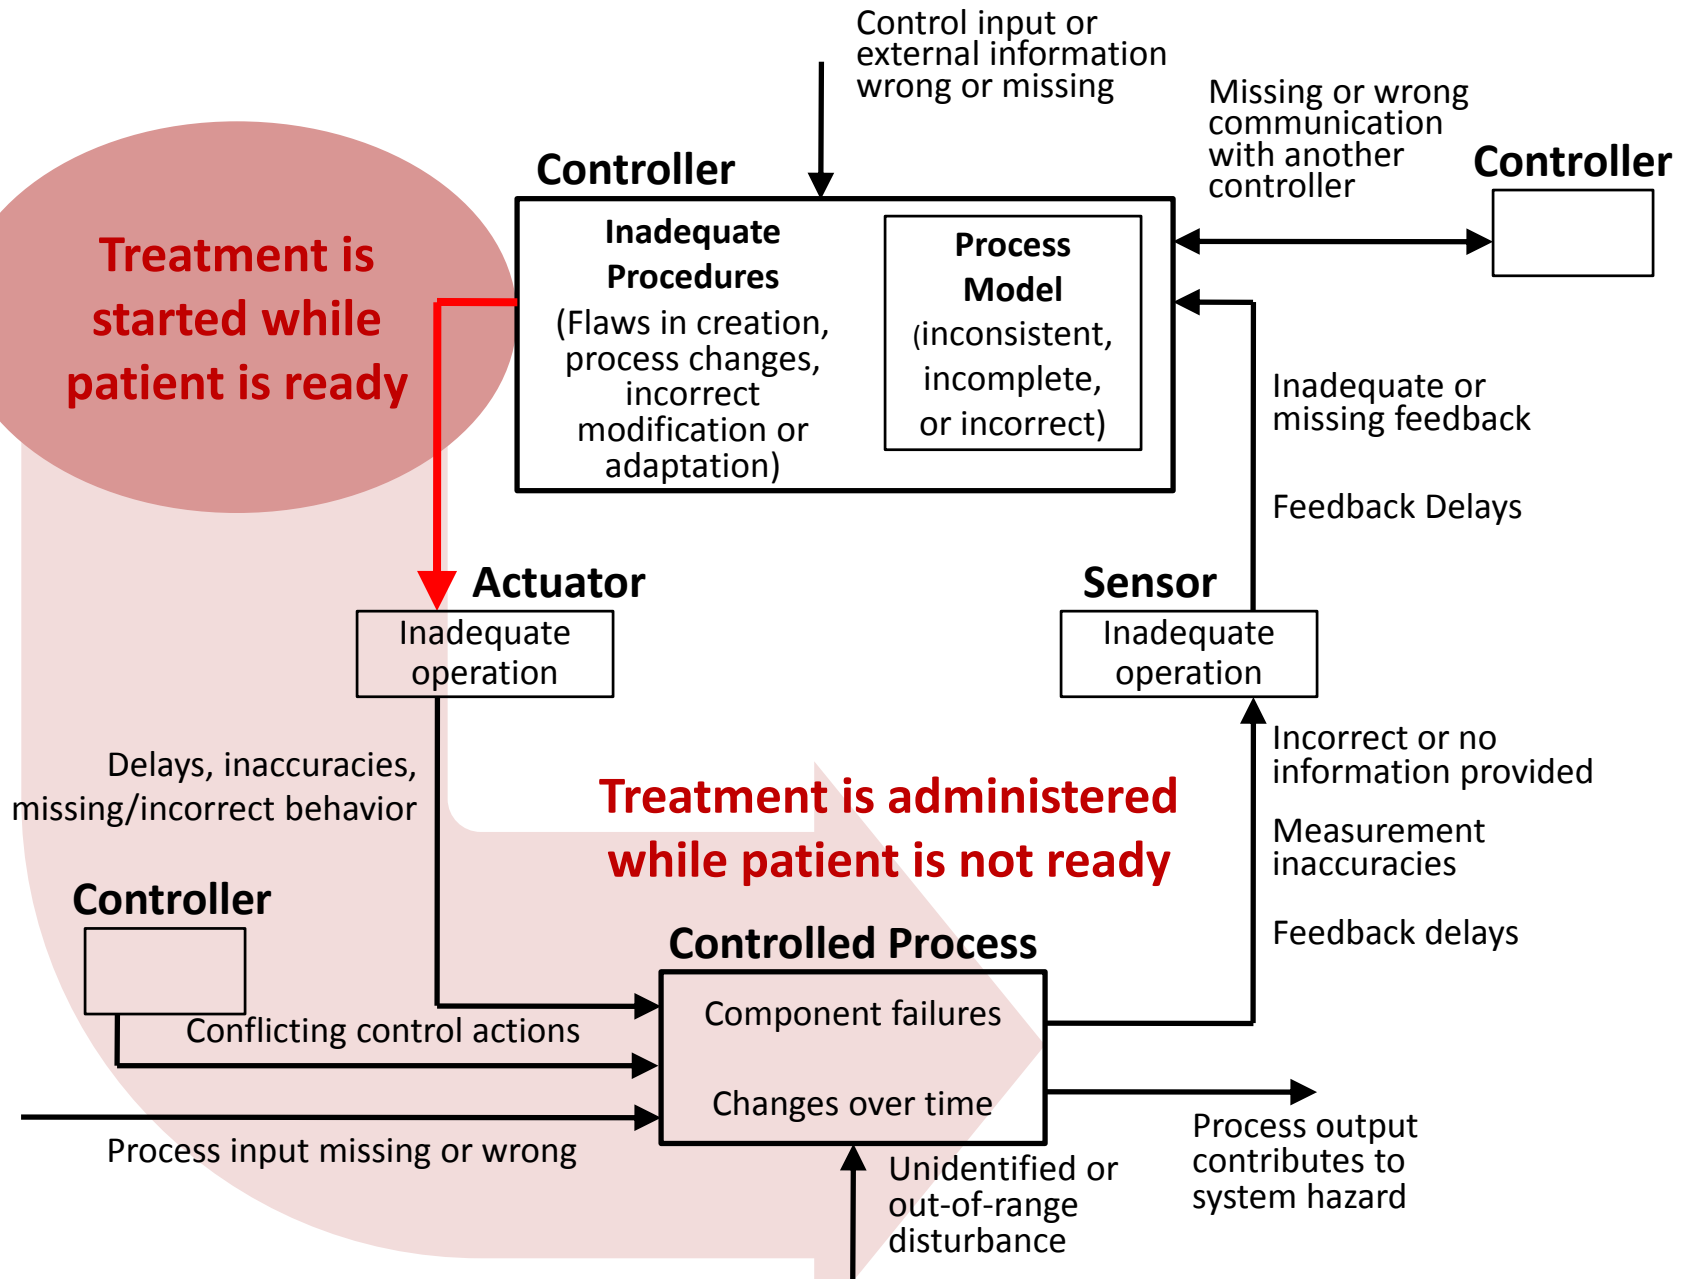 Control input or
external information
wrong or missing
Missing or wrong
communication
with another
controller
Controller
Controller
Inadequate
Procedures
(Flaws in creation,
process changes,
incorrect
modification or
adaptation)
Process
Model
(inconsistent,
incomplete,
or incorrect)
Treatment is
started while
patient is ready
Inadequate or
missing feedback
Feedback Delays
Actuator
Inadequate
operation
Sensor
Inadequate
operation
Delays, inaccuracies,
missing/incorrect behavior
Treatment is administered
while patient is not ready
Incorrect or no
information provided
Measurement
inaccuracies
Feedback delays
Controller
Controlled Process
Component failures
Changes over time
Conflicting control actions
Process input missing or wrong
Unidentified or
out-of-range
disturbance
Process output
contributes to
system hazard